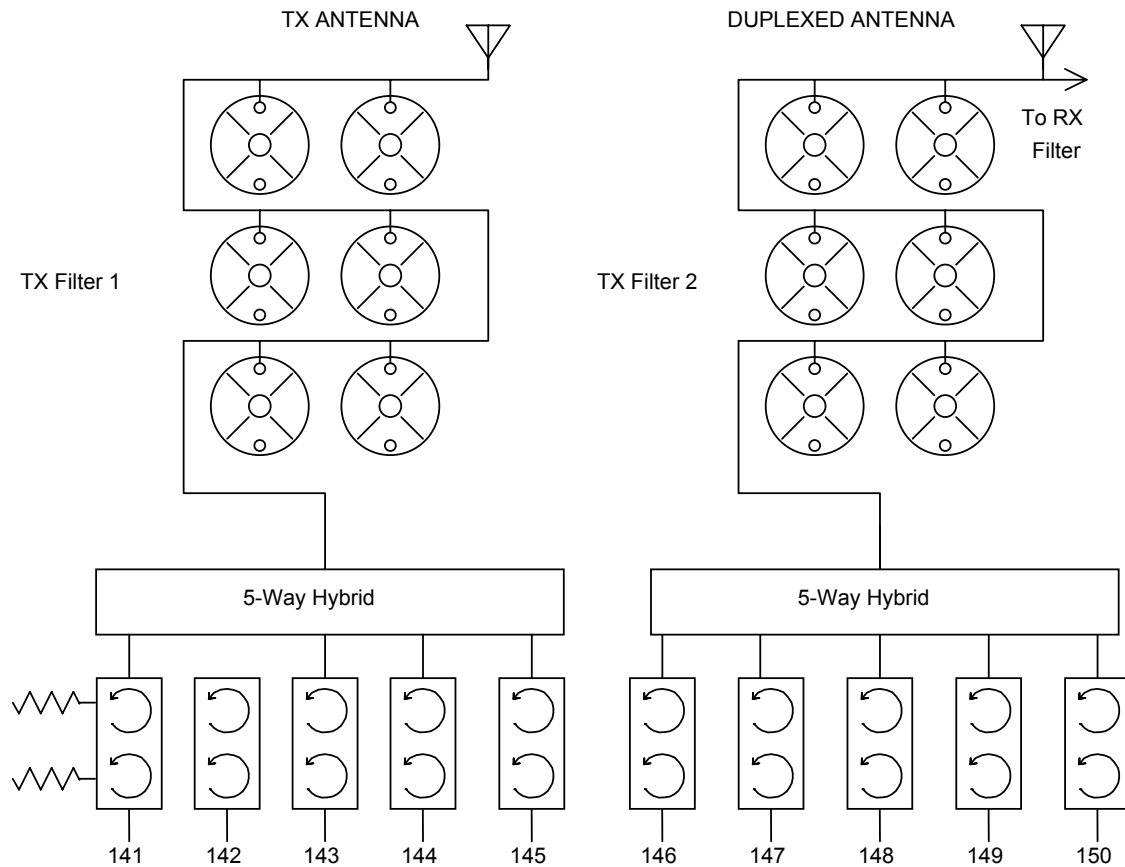 TX ANTENNA
DUPLEXED ANTENNA
To RX
Filter
TX Filter 1
TX Filter 2
5-Way Hybrid
5-Way Hybrid
141 142 143 144 145 146 147 148 149 150